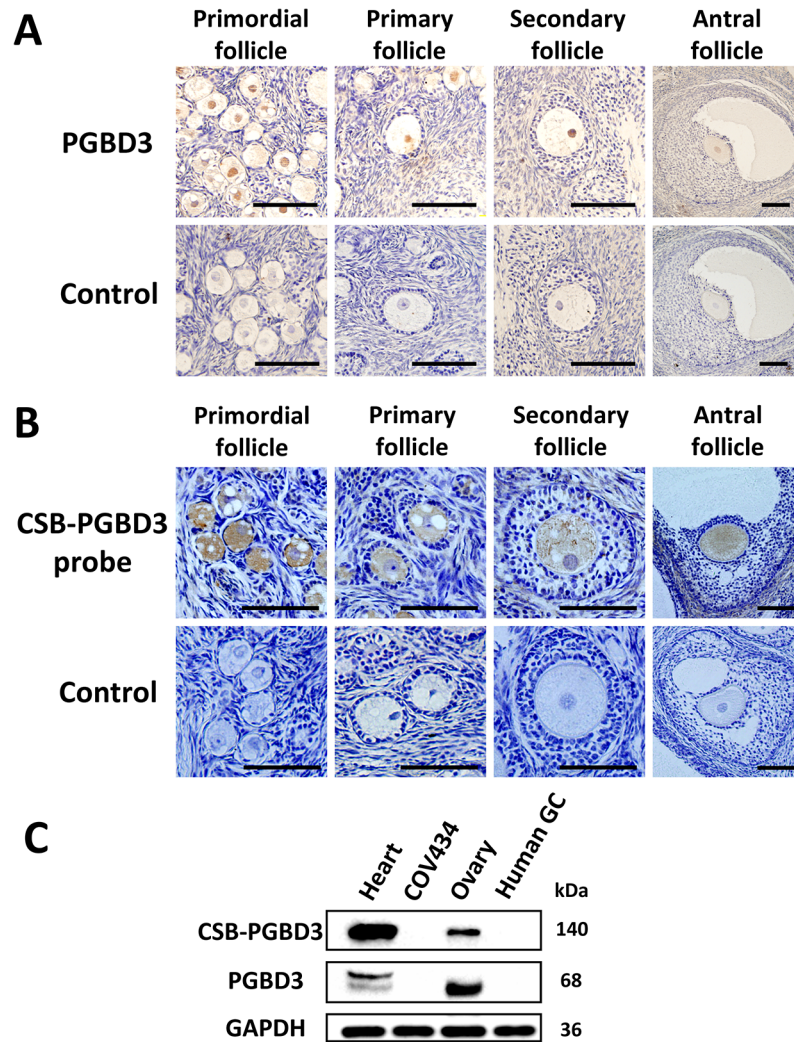 A
Primordial follicle
Primary follicle
Secondary follicle
Antral follicle
PGBD3
Control
B
Primordial follicle
Primary follicle
Secondary follicle
Antral follicle
CSB-PGBD3
probe
Control
C
Heart
COV434
Ovary
Human GC
kDa
CSB-PGBD3
140
PGBD3
68
GAPDH
36